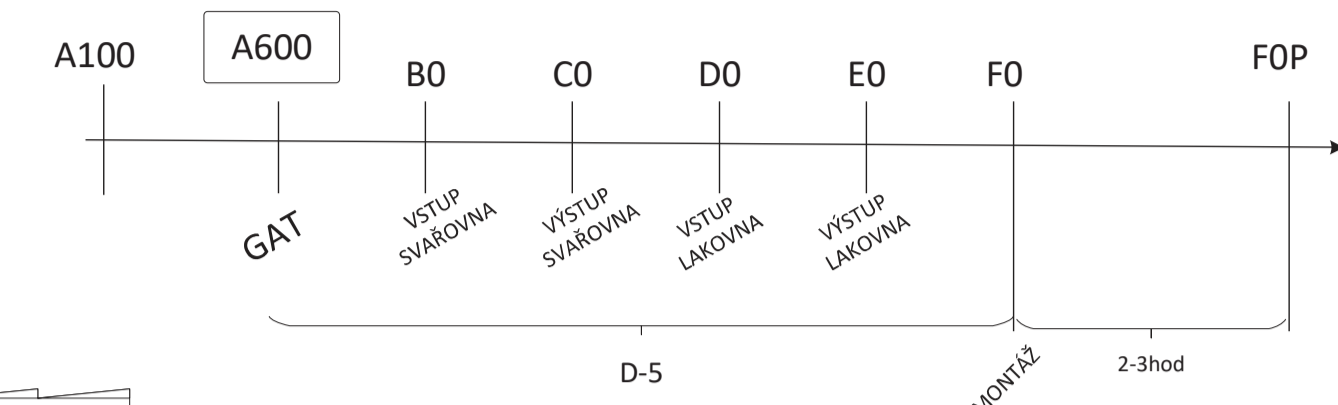 A100
A600
B0
C0
D0
E0
F0
F0P
GAT
VSTUP
SVAŘOVNA
VÝSTUP
SVAŘOVNA
VSTUP
LAKOVNA
VÝSTUP
LAKOVNA
D-5
MONTÁŽ
2-3hod